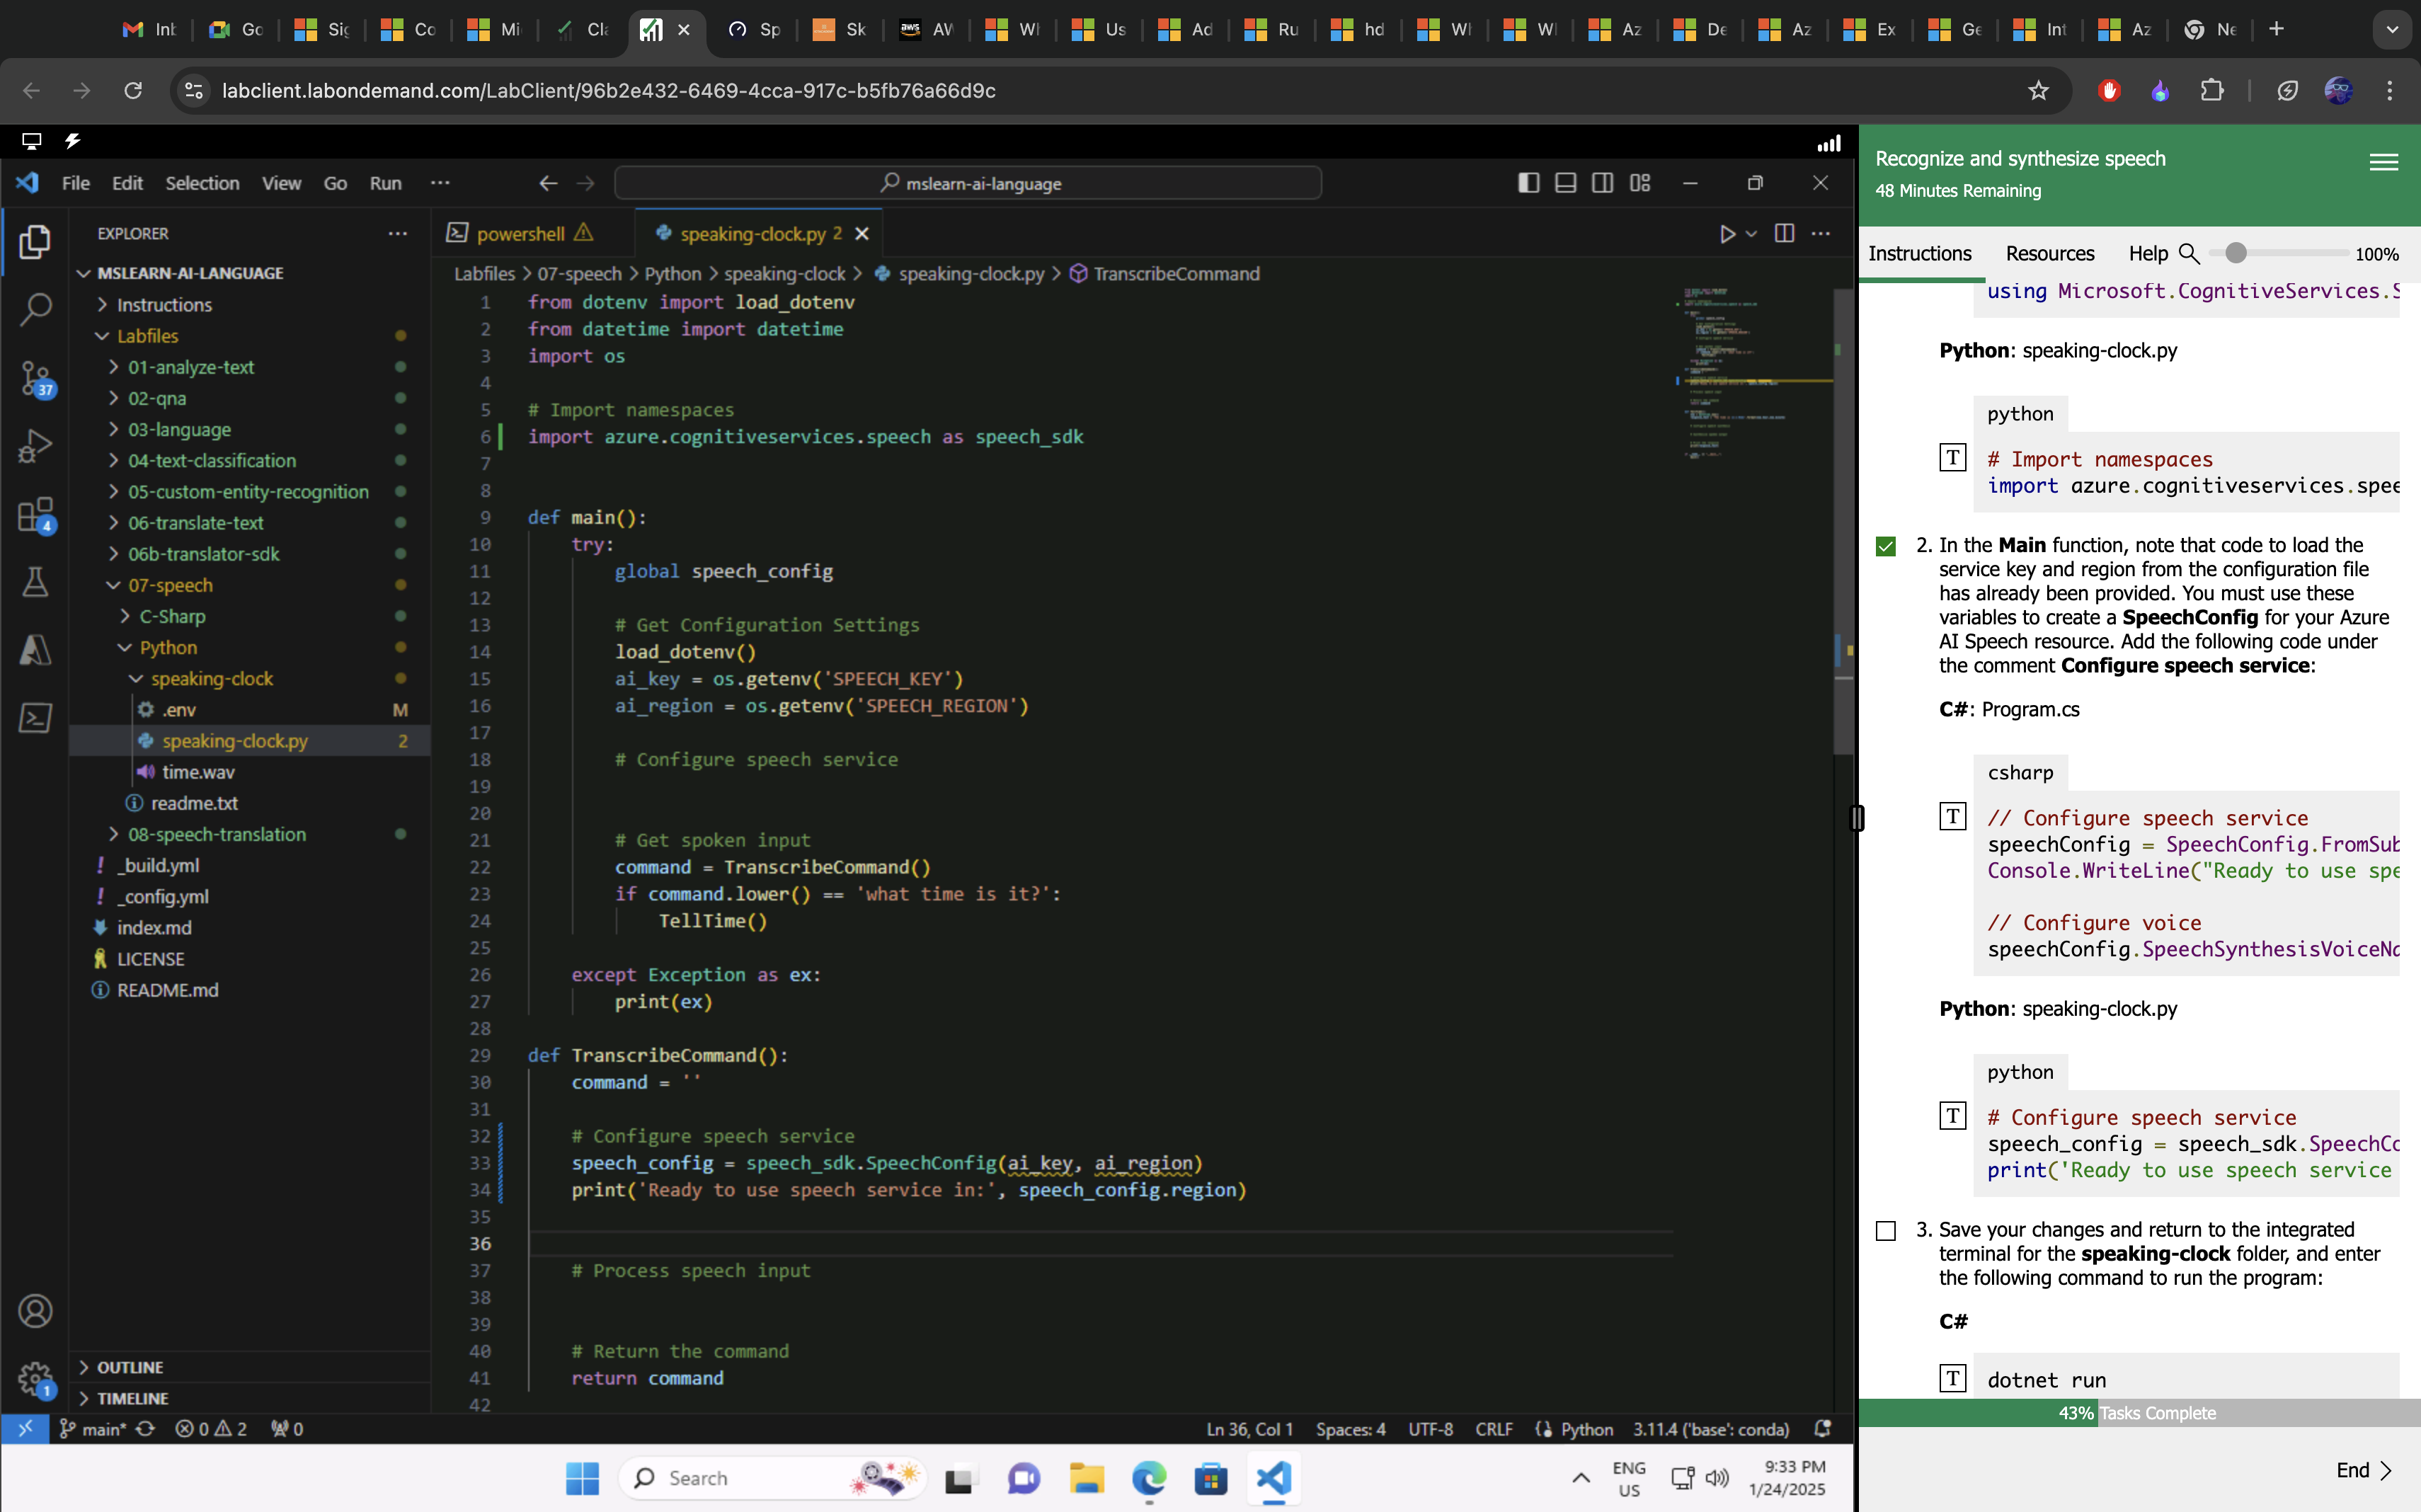 Inb
Go
Sig
Co
Mi
Cla
Sp
Sk
AW
Wh
Us
Ad
Ru
hd
Wh
Wh
Az
De
Az
Ex
Ge
Int
Az
Ne
labclient.labondemand.com/LabClient/96b2e432-6469-4cca-917c-b5fb76a66d9c
File Edit Selection View Go Run ···
mslearn-ai-language
EXPLORER
MSLEARN-AI-LANGUAGE
Instructions
Labfiles
01-analyze-text
02-qna
03-language
04-text-classification
05-custom-entity-recognition
06-translate-text
06b-translator-sdk
07-speech
C-Sharp
Python
speaking-clock
.env M
speaking-clock.py 2
time.wav
readme.txt
08-speech-translation
! _build.yml
! _config.yml
index.md
LICENSE
README.md
OUTLINE
TIMELINE
37
4
1
powershell
speaking-clock.py 2
Labfiles > 07-speech > Python > speaking-clock > speaking-clock.py > TranscribeCommand
1 from dotenv import load_dotenv
2 from datetime import datetime
3 import os
4
5 # Import namespaces
6 import azure.cognitiveservices.speech as speech_sdk
7
8
9 def main():
10 try:
11 global speech_config
12
13 # Get Configuration Settings
14 load_dotenv()
15 ai_key = os.getenv('SPEECH_KEY')
16 ai_region = os.getenv('SPEECH_REGION')
17
18 # Configure speech service
19
20
21 # Get spoken input
22 command = TranscribeCommand()
23 if command.lower() == 'what time is it?':
24 TellTime()
25
26 except Exception as ex:
27 print(ex)
28
29 def TranscribeCommand():
30 command = ''
31
32 # Configure speech service
33 speech_config = speech_sdk.SpeechConfig(ai_key, ai_region)
34 print('Ready to use speech service in:', speech_config.region)
35
36
37 # Process speech input
38
39
40 # Return the command
41 return command
42
main* 0 2 0
Ln 36, Col 1 Spaces: 4 UTF-8 CRLF Python 3.11.4 ('base': conda)
Search
ENG
US
9:33 PM
1/24/2025
Recognize and synthesize speech
48 Minutes Remaining
Instructions Resources Help 100%
using Microsoft.CognitiveServices.S
Python: speaking-clock.py
python
T
# Import namespaces
import azure.cognitiveservices.spee
2. In the Main function, note that code to load the
service key and region from the configuration file
has already been provided. You must use these
variables to create a SpeechConfig for your Azure
AI Speech resource. Add the following code under
the comment Configure speech service:
C#: Program.cs
csharp
T
// Configure speech service
speechConfig = SpeechConfig.FromSub
Console.WriteLine("Ready to use spe
// Configure voice
speechConfig.SpeechSynthesisVoiceNa
Python: speaking-clock.py
python
T
# Configure speech service
speech_config = speech_sdk.SpeechCo
print('Ready to use speech service
3. Save your changes and return to the integrated
terminal for the speaking-clock folder, and enter
the following command to run the program:
C#
T
dotnet run
43% Tasks Complete
End